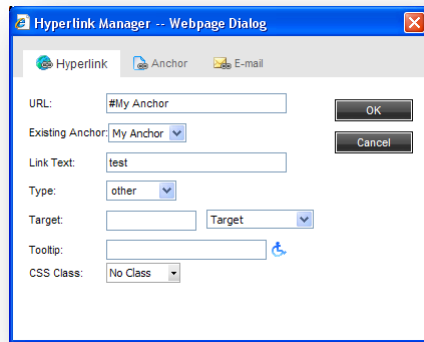 Hyperlink Manager -- Webpage Dialog
Hyperlink Anchor E-mail
URL: #My Anchor
OK
Existing Anchor: My Anchor
Cancel
Link Text: test
Type: other
Target: Target
Tooltip:
CSS Class: No Class